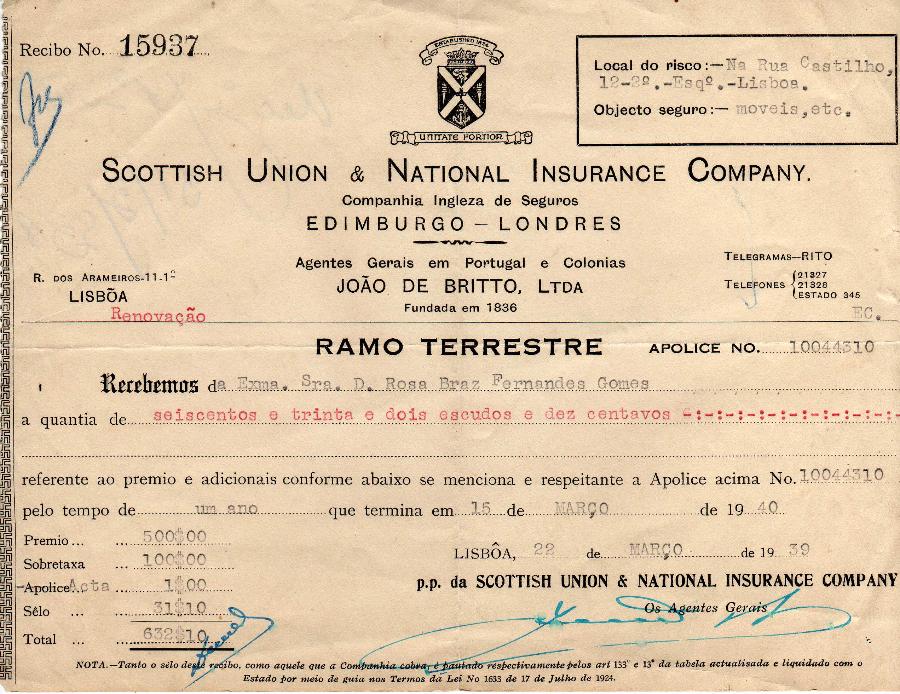 ESTABLISHED 1824
Recibo No. 15937
UNITATE FORTIOR
Local do risco:—Na Rua Castilho,
12-2º.-Esqº.-Lisboa.
Objecto seguro:— moveis,etc.
SCOTTISH UNION & NATIONAL INSURANCE COMPANY.
Companhia Ingleza de Seguros
EDIMBURGO – LONDRES
Agentes Gerais em Portugal e Colonias
JOÃO DE BRITTO, LTDA
Fundada em 1836
R. DOS ARAMEIROS-11-1º
LISBÔA
TELEGRAMAS—RITO
TELEFONES { 21327
21328
ESTADO 345
Renovação
EC.
RAMO TERRESTRE APOLICE NO. 10044310
Recebemos da Exma. Sra. D. Rosa Braz Fernandes Gomes
a quantia de seiscentos e trinta e dois escudos e dez centavos -:-:-:-:-:-:-:-:-
referente ao premio e adicionais conforme abaixo se menciona e respeitante a Apolice acima No. 10044310
pelo tempo de um ano que termina em 15 de MARÇO de 19 40
Premio... ... 500$00
Sobretaxa ... 100$00
Apolice Acta ... 1$00
Sêlo ... ... 31$10
Total ... ... 632$10
LISBÔA, 22 de MARÇO de 19 39
p.p. da SCOTTISH UNION & NATIONAL INSURANCE COMPANY
Os Agentes Gerais
NOTA.—Tanto o sêlo deste recibo, como aquele que a Companhia cobra, é pautado respectivamente pelos art 133º e 13º da tabela actualisada e liquidado com o
Estado por meio de guia nos Termos da Lei No 1633 de 17 de Julho de 1924.